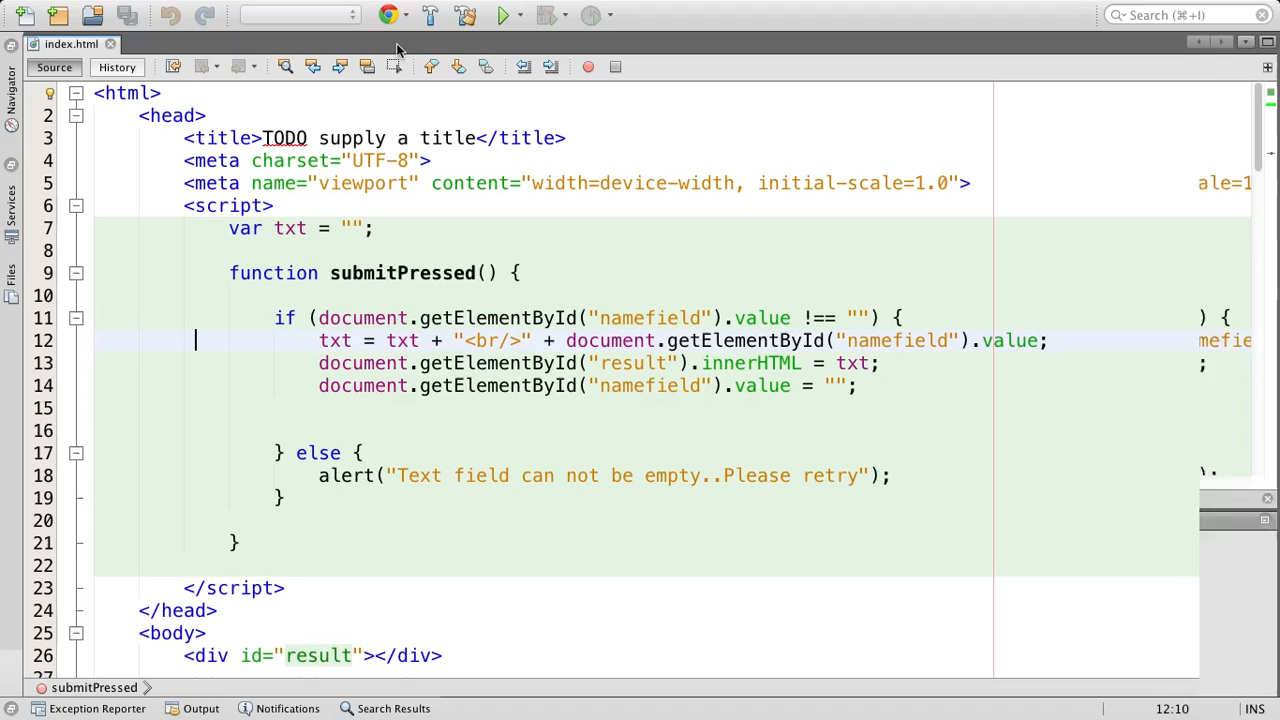 Search (⌘+I)
index.html
Source History
Navigator
Services
Files
<html>
2 <head>
3 <title>TODO supply a title</title>
4 <meta charset="UTF-8">
5 <meta name="viewport" content="width=device-width, initial-scale=1.0"> ale=1
6 <script>
7 var txt = "";
8
9 function submitPressed() {
10
11 if (document.getElementById("namefield").value !== "") { ) {
12 txt = txt + "<br/>" + document.getElementById("namefield").value; mefie
13 document.getElementById("result").innerHTML = txt; ;
14 document.getElementById("namefield").value = "";
15
16
17 } else {
18 alert("Text field can not be empty..Please retry"); );
19 }
20
21 }
22
23 </script>
24 </head>
25 <body>
26 <div id="result"></div>
27
submitPressed
Exception Reporter Output Notifications Search Results 12:10 INS